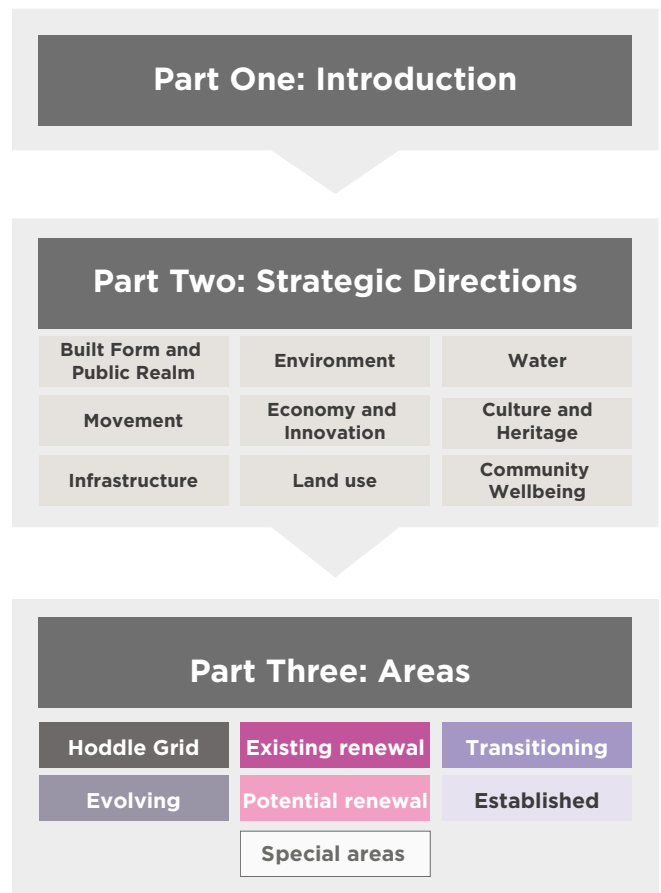 Part One: Introduction
Part Two: Strategic Directions
Built Form and
Public Realm
Environment
Water
Movement
Economy and
Innovation
Culture and
Heritage
Infrastructure
Land use
Community
Wellbeing
Part Three: Areas
Hoddle Grid
Existing renewal
Transitioning
Evolving
Potential renewal
Established
Special areas